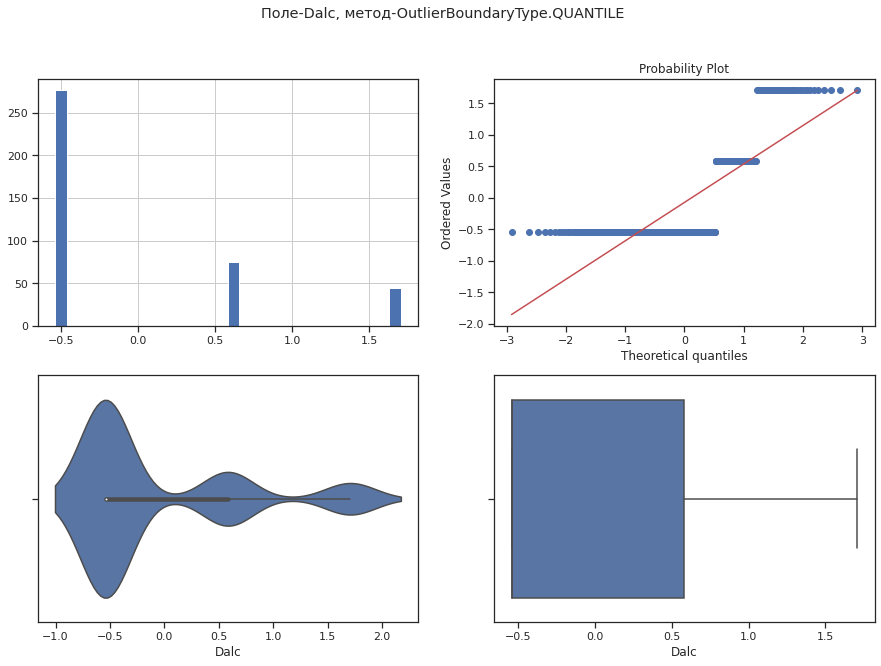 Поле-Dalc, метод-OutlierBoundaryType.QUANTILE
250
200
150
100
50
0
−0.5 0.0 0.5 1.0 1.5
Probability Plot
Ordered Values
1.5
1.0
0.5
0.0
−0.5
−1.0
−1.5
−2.0
−3 −2 −1 0 1 2 3
Theoretical quantiles
−1.0 −0.5 0.0 0.5 1.0 1.5 2.0
Dalc
−0.5 0.0 0.5 1.0 1.5
Dalc